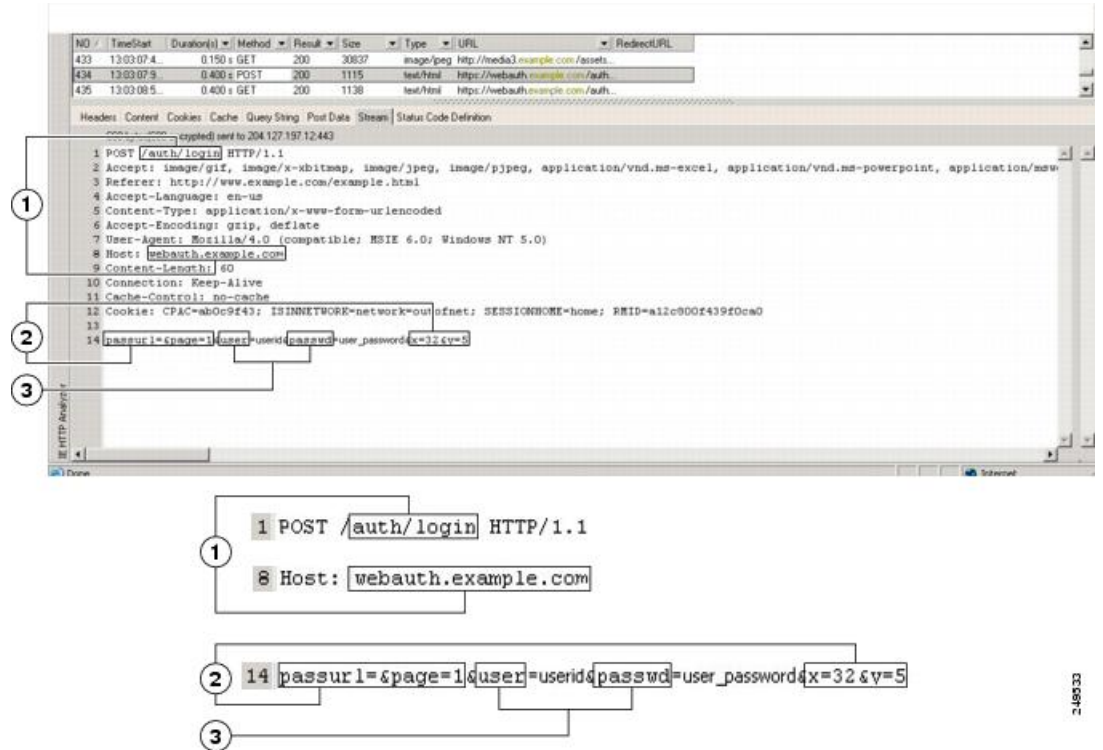 NO / TimeStart Duration(s) Method Result Size Type URL RedirectURL
433 13:03:07:4... 0.150 s GET 200 30837 image/jpeg http://media3.example.com/assets...
434 13:03:07:9... 0.400 s POST 200 1115 text/html https://webauth.example.com/auth...
435 13:03:08:5... 0.400 s GET 200 1138 text/html https://webauth.example.com/auth...
Headers Content Cookies Cache Query String Post Data Stream Status Code Definition
crypted) sent to 204.127.197.12:443
1 POST /auth/login HTTP/1.1
2 Accept: image/gif, image/x-xbitmap, image/jpeg, image/pjpeg, application/vnd.ms-excel, application/vnd.ms-powerpoint, application/msw
3 Referer: http://www.example.com/example.html
1
4 Accept-Language: en-us
5 Content-Type: application/x-www-form-urlencoded
6 Accept-Encoding: gzip, deflate
7 User-Agent: Mozilla/4.0 (compatible; MSIE 6.0; Windows NT 5.0)
8 Host: webauth.example.com
9 Content-Length: 60
10 Connection: Keep-Alive
11 Cache-Control: no-cache
12 Cookie: CPAC=ab0c9f43; ISINNETWORK=network=outofnet; SESSIONHOME=home; RMID=a12c800f439f0ca0
2
13
14 passurl=&page=1&user=userid&passwd=user_password&x=32&y=5
3
IE HTTP Analyzer
Done Internet
1 POST /auth/login HTTP/1.1
1
8 Host: webauth.example.com
2
14 passurl=&page=1&user=userid&passwd=user_password&x=32&y=5
3
249533